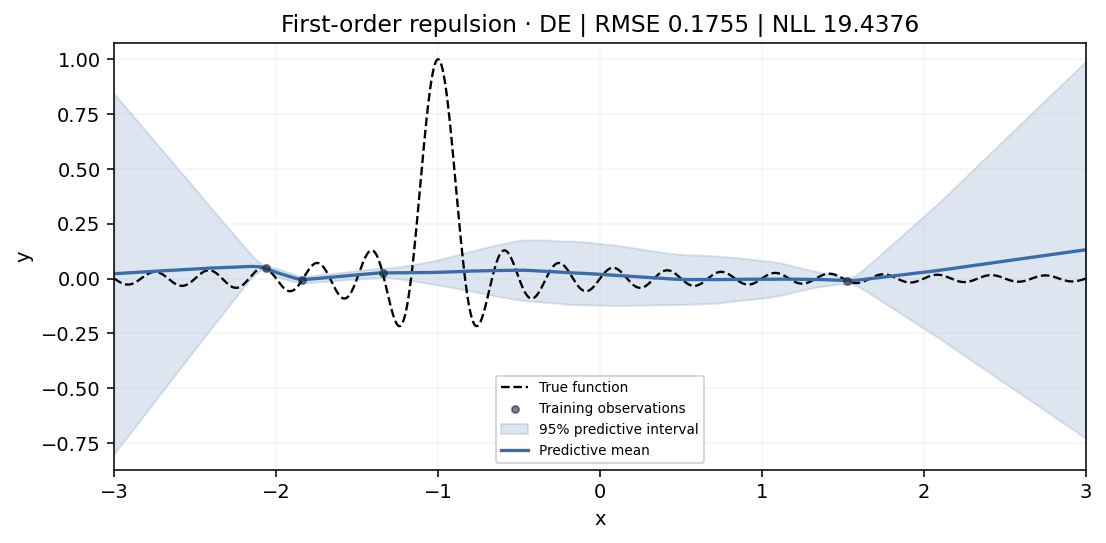 First-order repulsion · DE | RMSE 0.1755 | NLL 19.4376
1.00
0.75
0.50
0.25
0.00
−0.25
−0.50
−0.75
y
True function
Training observations
95% predictive interval
Predictive mean
−3
−2
−1
0
1
2
3
x